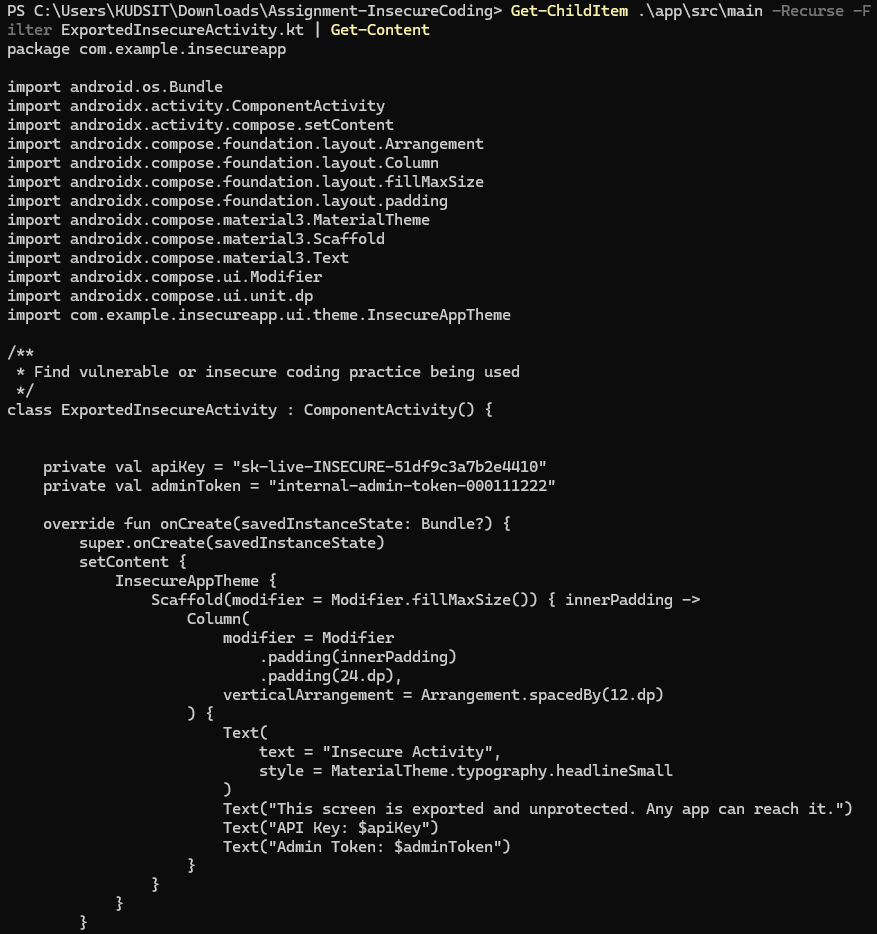 PS C:\Users\KUDSIT\Downloads\Assignment-InsecureCoding> Get-ChildItem .\app\src\main -Recurse -F
ilter ExportedInsecureActivity.kt | Get-Content
package com.example.insecureapp

import android.os.Bundle
import androidx.activity.ComponentActivity
import androidx.activity.compose.setContent
import androidx.compose.foundation.layout.Arrangement
import androidx.compose.foundation.layout.Column
import androidx.compose.foundation.layout.fillMaxSize
import androidx.compose.foundation.layout.padding
import androidx.compose.material3.MaterialTheme
import androidx.compose.material3.Scaffold
import androidx.compose.material3.Text
import androidx.compose.ui.Modifier
import androidx.compose.ui.unit.dp
import com.example.insecureapp.ui.theme.InsecureAppTheme

/**
 * Find vulnerable or insecure coding practice being used
 */
class ExportedInsecureActivity : ComponentActivity() {


    private val apiKey = "sk-live-INSECURE-51df9c3a7b2e4410"
    private val adminToken = "internal-admin-token-000111222"

    override fun onCreate(savedInstanceState: Bundle?) {
        super.onCreate(savedInstanceState)
        setContent {
            InsecureAppTheme {
                Scaffold(modifier = Modifier.fillMaxSize()) { innerPadding ->
                    Column(
                        modifier = Modifier
                            .padding(innerPadding)
                            .padding(24.dp),
                        verticalArrangement = Arrangement.spacedBy(12.dp)
                    ) {
                        Text(
                            text = "Insecure Activity",
                            style = MaterialTheme.typography.headlineSmall
                        )
                        Text("This screen is exported and unprotected. Any app can reach it.")
                        Text("API Key: $apiKey")
                        Text("Admin Token: $adminToken")
                    }
                }
            }
        }